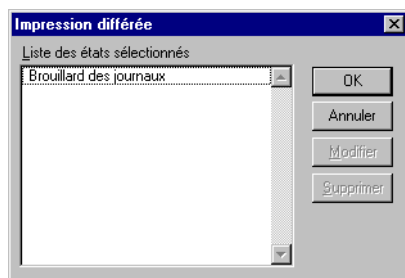 Impression différée
Liste des états sélectionnés
Brouillard des journaux
OK
Annuler
Modifier
Supprimer